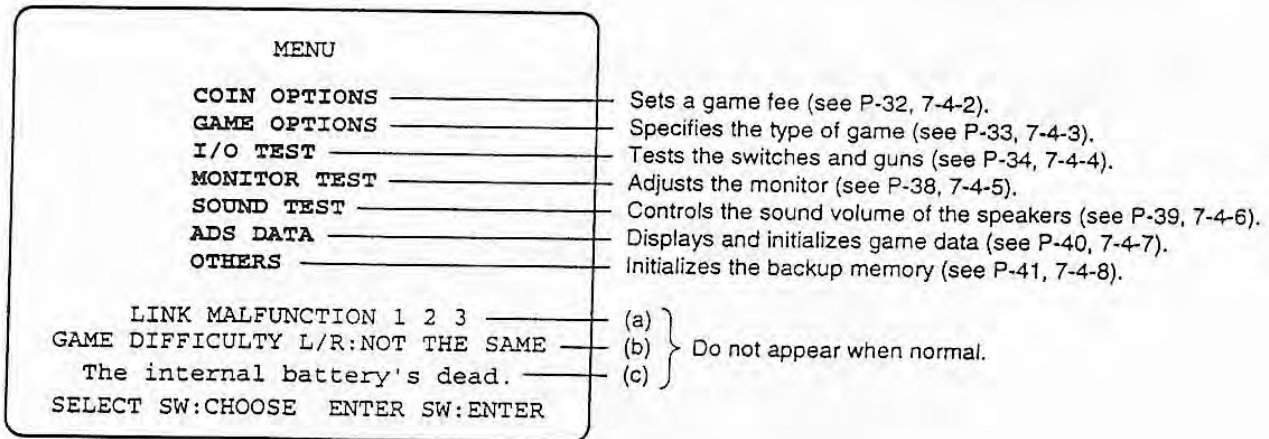 MENU
COIN OPTIONS Sets a game fee (see P-32, 7-4-2).
GAME OPTIONS Specifies the type of game (see P-33, 7-4-3).
I/O TEST Tests the switches and guns (see P-34, 7-4-4).
MONITOR TEST Adjusts the monitor (see P-38, 7-4-5).
SOUND TEST Controls the sound volume of the speakers (see P-39, 7-4-6).
ADS DATA Displays and initializes game data (see P-40, 7-4-7).
OTHERS Initializes the backup memory (see P-41, 7-4-8).
LINK MALFUNCTION 1 2 3 (a)
GAME DIFFICULTY L/R:NOT THE SAME (b) Do not appear when normal.
The internal battery's dead. (c)
SELECT SW:CHOOSE ENTER SW:ENTER